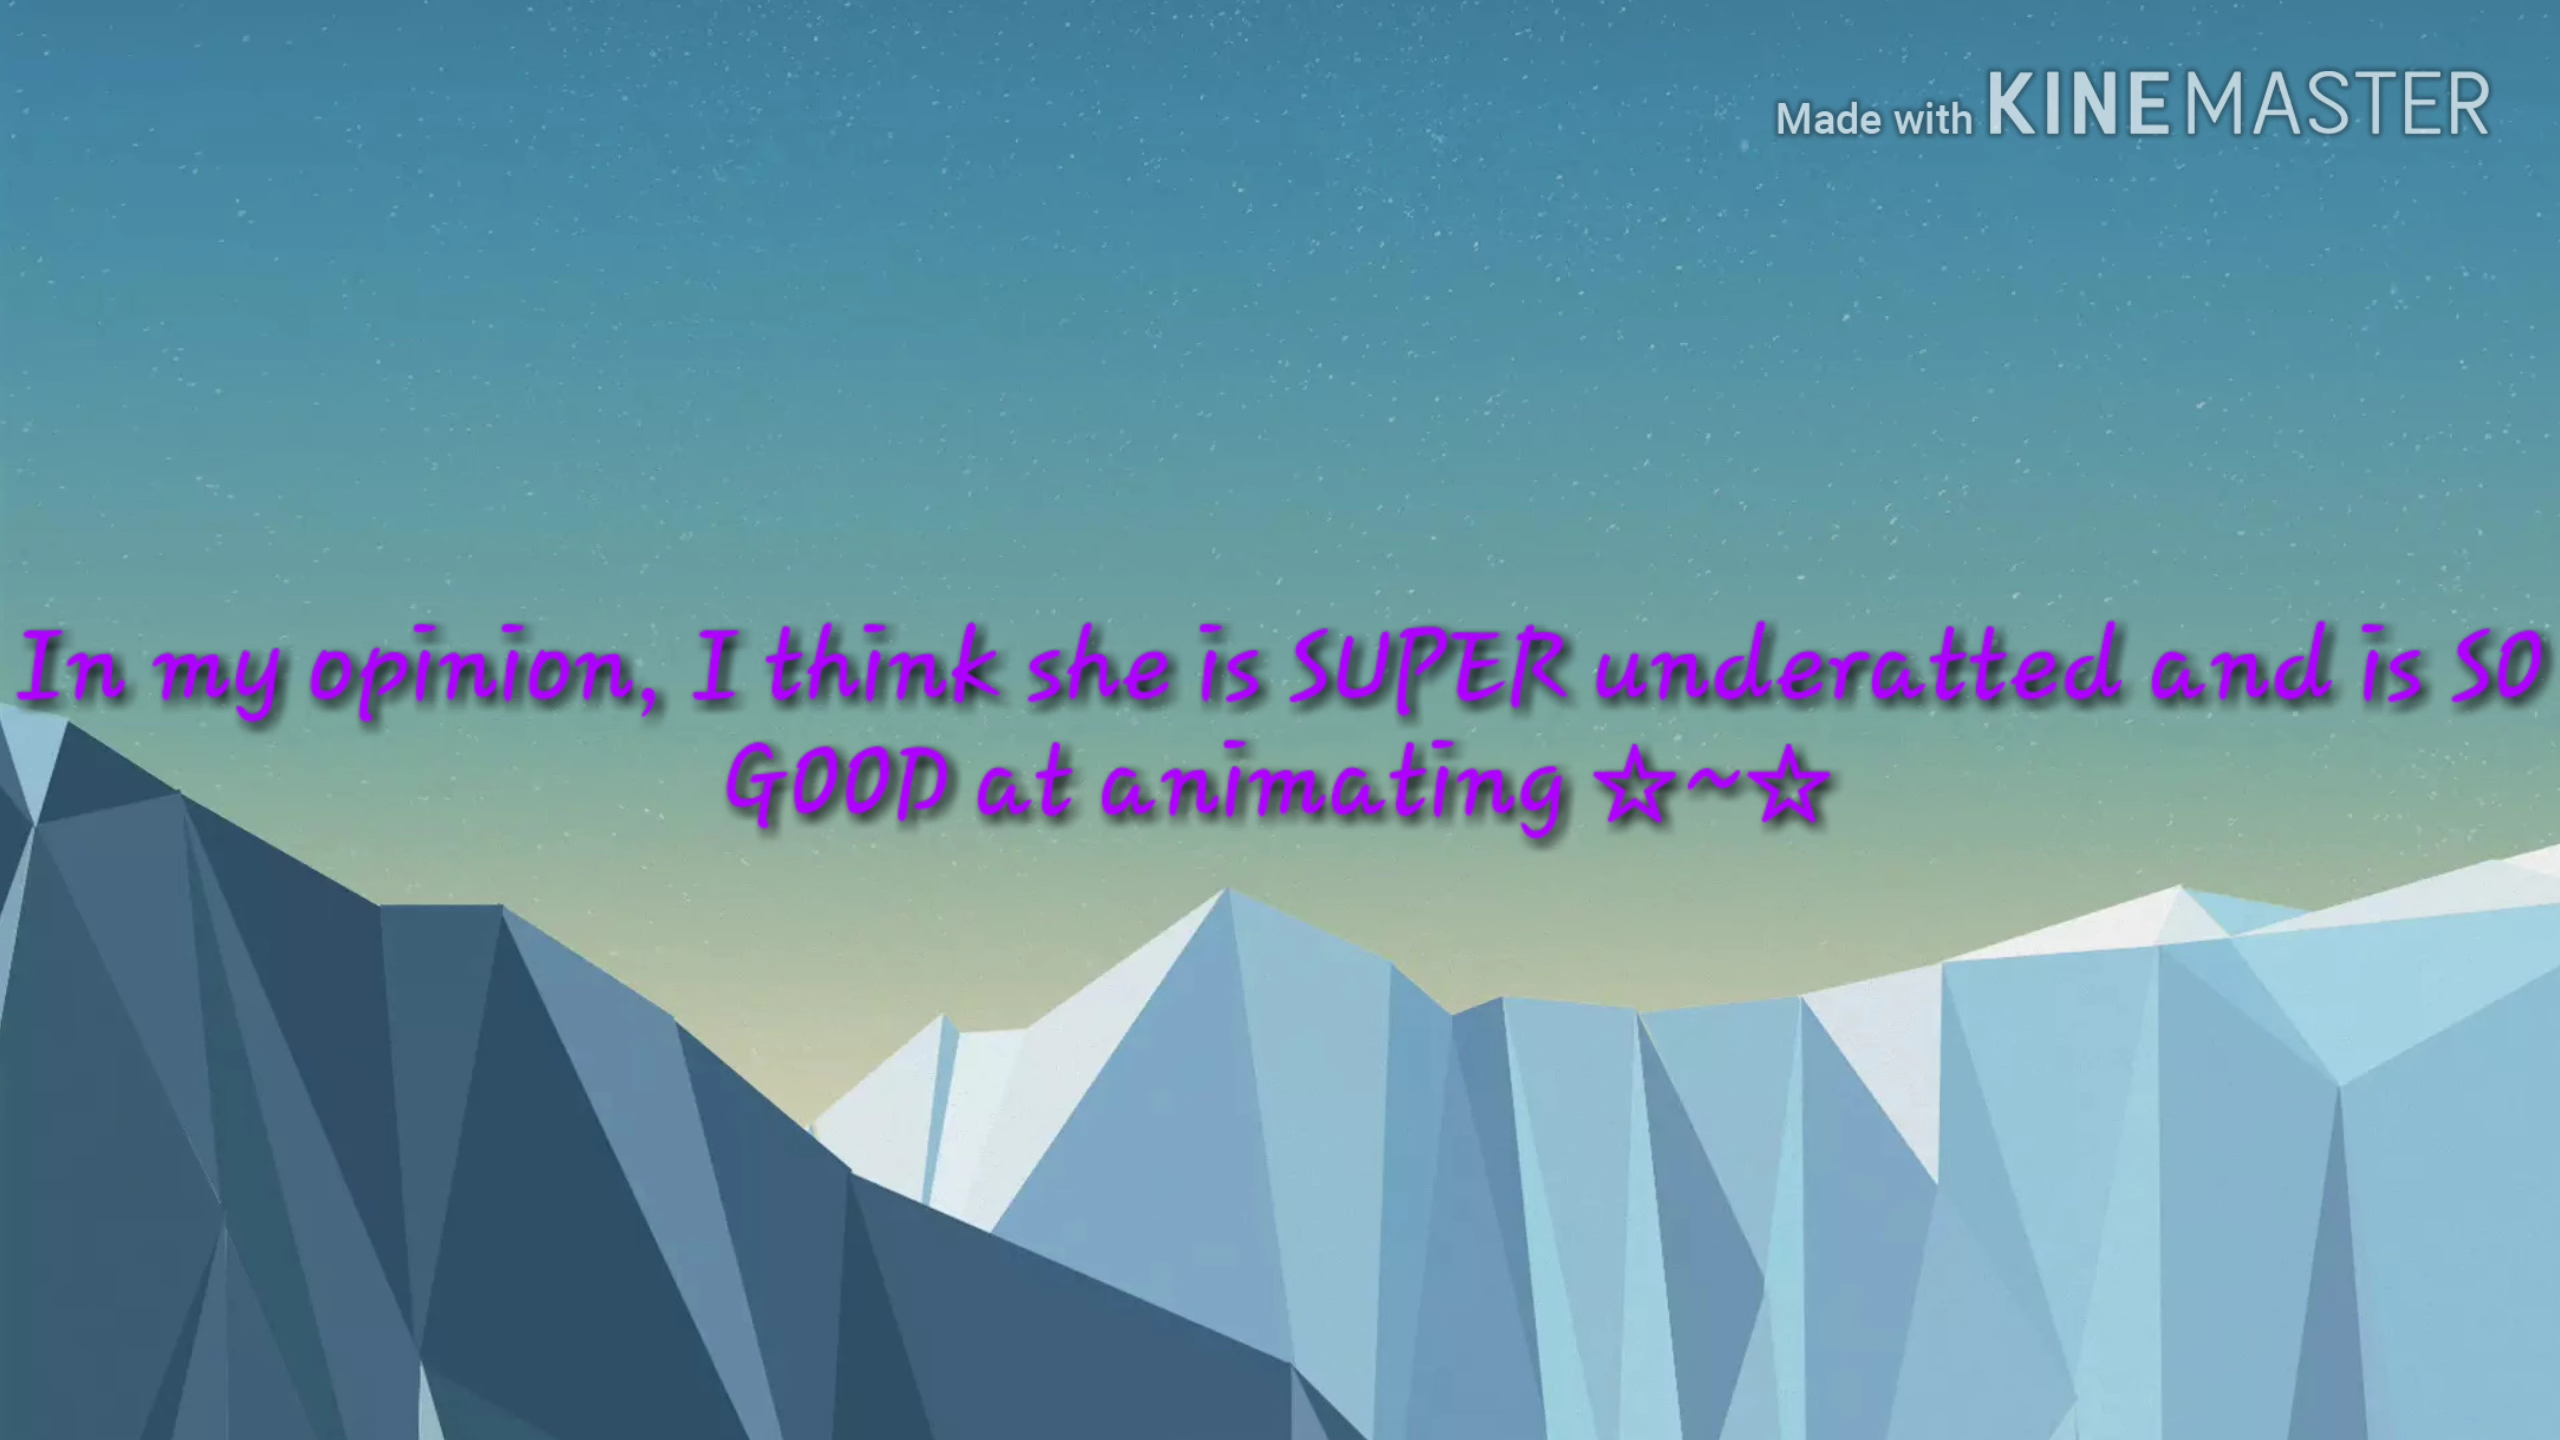 Made with KINEMASTER
In my opinion, I think she is SUPER underatted and is SO
GOOD at animating ☆~☆